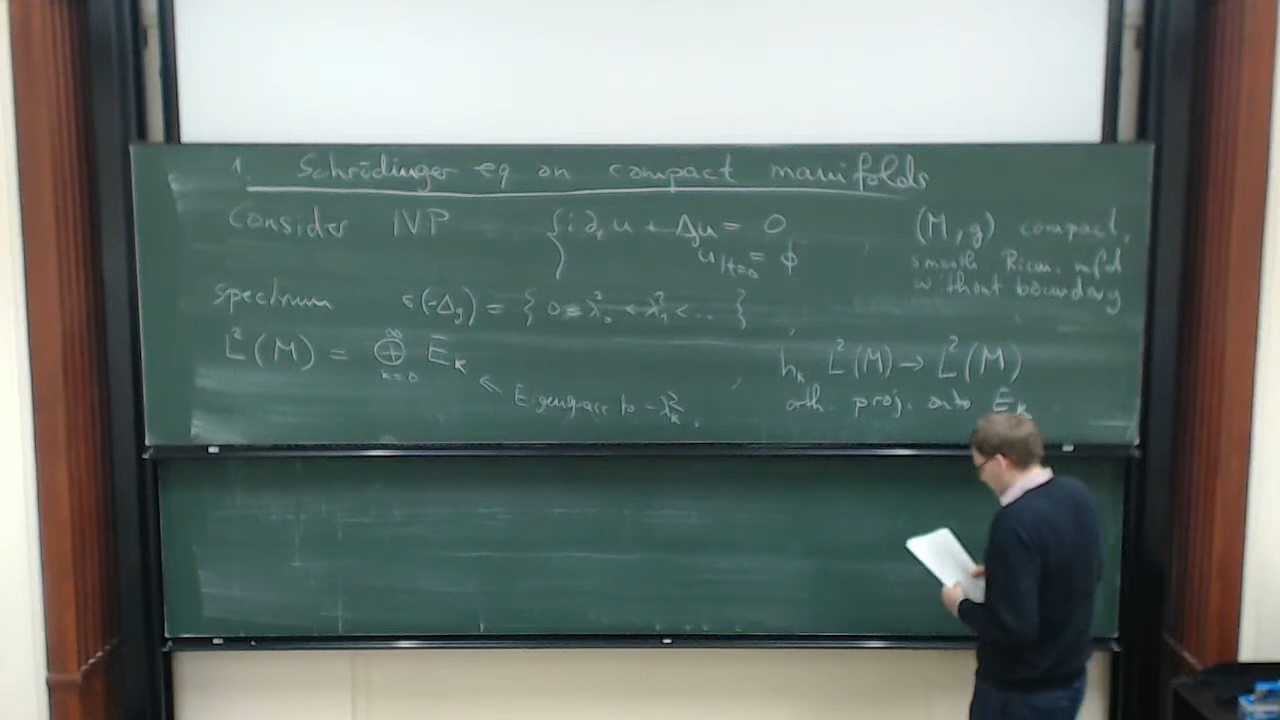 1. Schrödinger eq on compact manifolds
Consider IVP { i ∂ₜu + Δu = 0
u|t=0 = ϕ
(M, g) compact,
smooth Riem. mfd
without boundary
spectrum σ(-Δg) = { 0 = λ₀² < λ₁² < .. }
L²(M) = ⊕ₖ₌₀^∞ Eₖ
⇐ Eigenspace to -λₖ².
hₖ L²(M) → L²(M)
orth. proj. onto Eₖ